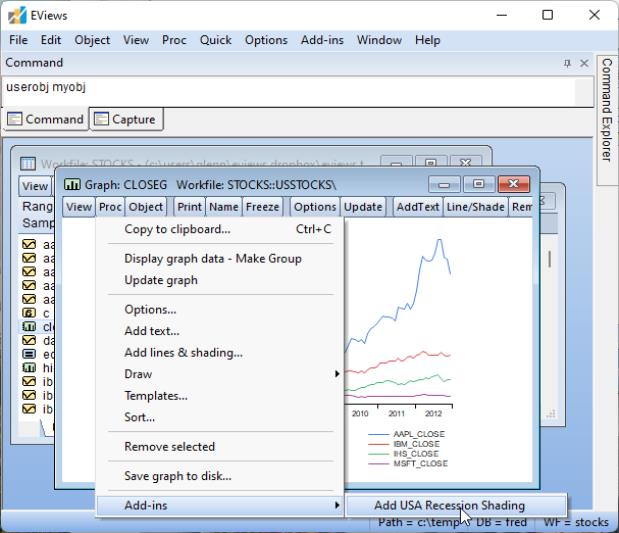 EViews
File Edit Object View Proc Quick Options Add-ins Window Help
Command
userobj myobj
Command Capture
Command Explorer
Workfile: STOCKS - (c:\users\glenn\eviews dropbox\eviews t
View
Rang
Samp
aa
aa
aa
aa
aa
c
clo
da
eq
hi
ib
ib
ib
Graph: CLOSEG Workfile: STOCKS::USSTOCKS\
View Proc Object Print Name Freeze Options Update AddText Line/Shade Rem
Copy to clipboard... Ctrl+C
Display graph data - Make Group
Update graph
Options...
Add text...
Add lines & shading...
Draw
Templates...
Sort...
Remove selected
Save graph to disk...
Add-ins
Add USA Recession Shading
2010 2011 2012
AAPL_CLOSE
IBM_CLOSE
IHS_CLOSE
MSFT_CLOSE
Path = c:\temp DB = fred WF = stocks